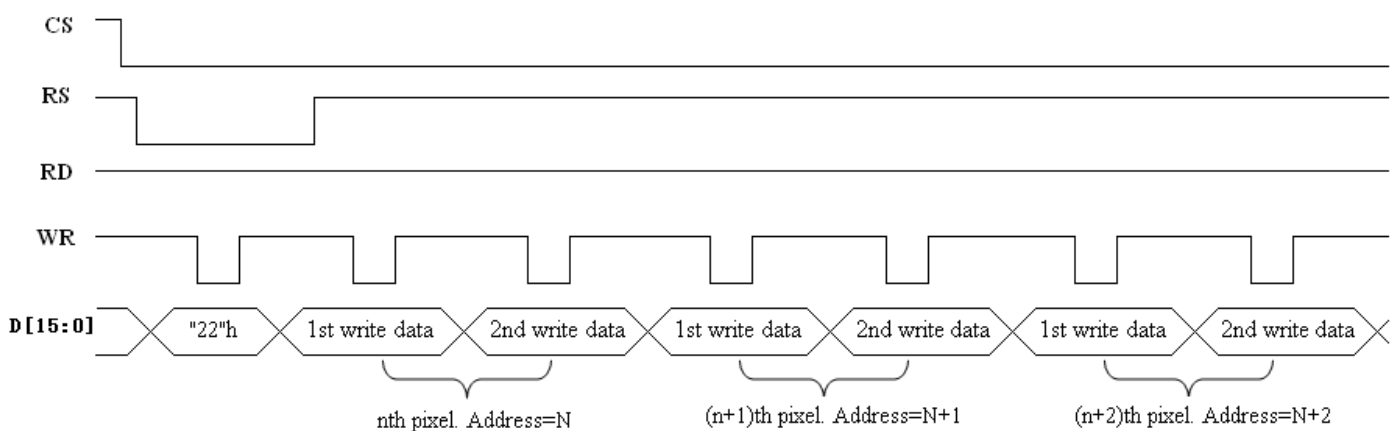 CS
RS
RD
WR
D[15:0]
"22"h
1st write data
2nd write data
1st write data
2nd write data
1st write data
2nd write data
nth pixel. Address=N
(n+1)th pixel. Address=N+1
(n+2)th pixel. Address=N+2